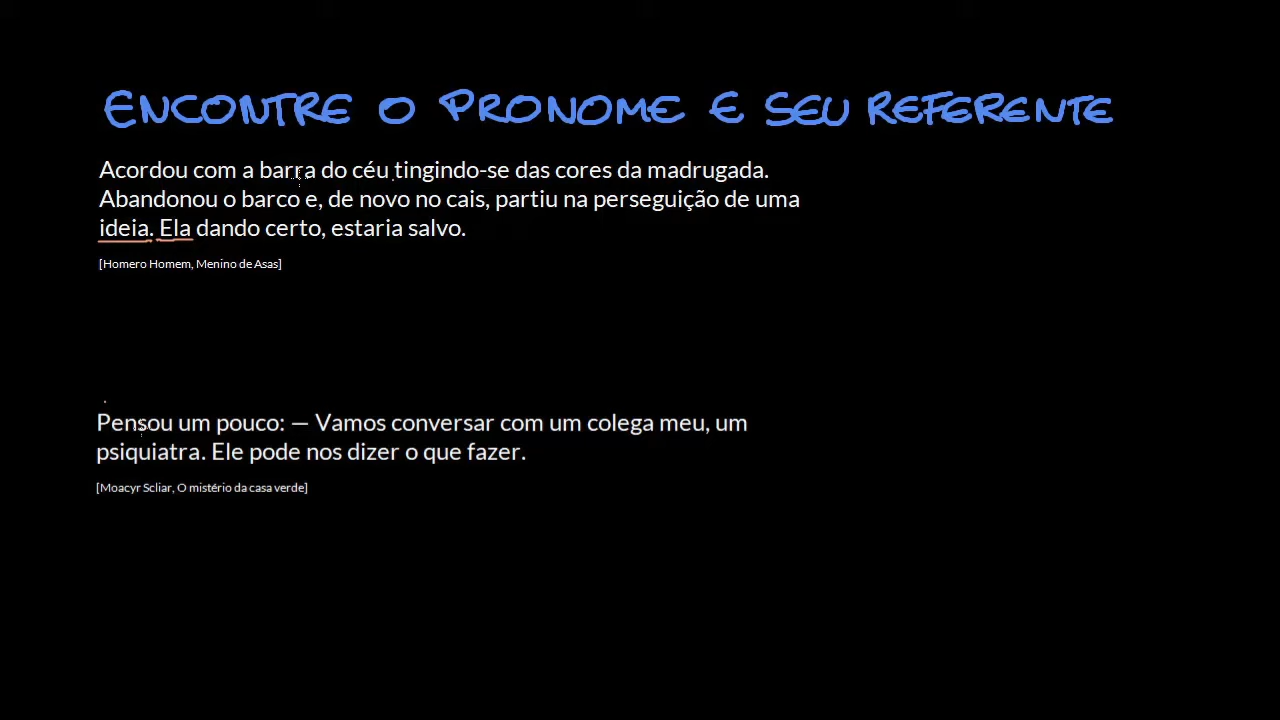 ENCONTRE O PRONOME E SEU REFERENTE
Acordou com a barra do céu tingindo-se das cores da madrugada.
Abandonou o barco e, de novo no cais, partiu na perseguição de uma
ideia. Ela dando certo, estaria salvo.
[Homero Homem, Menino de Asas]
Pensou um pouco: — Vamos conversar com um colega meu, um
psiquiatra. Ele pode nos dizer o que fazer.
[Moacyr Scliar, O mistério da casa verde]